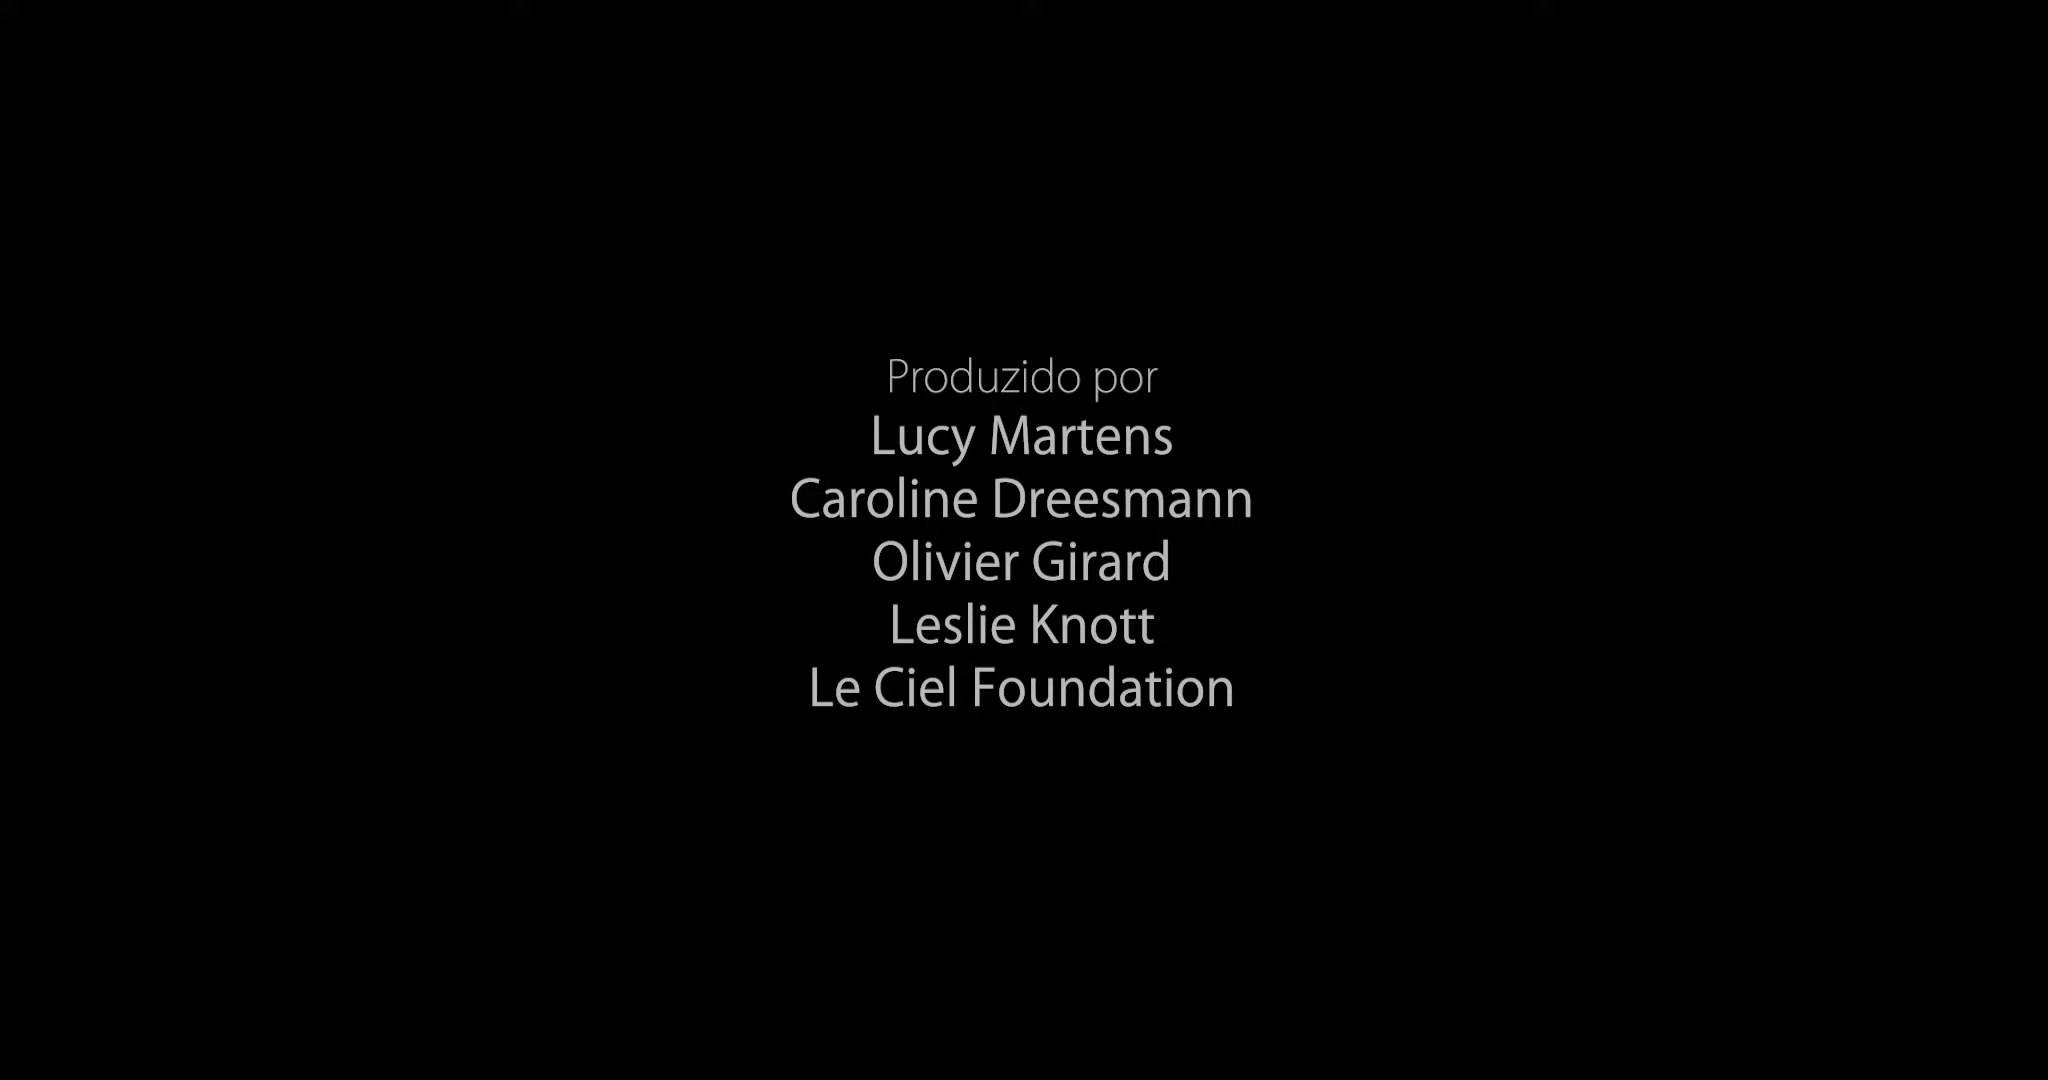 Produzido por
Lucy Martens
Caroline Dreesmann
Olivier Girard
Leslie Knott
Le Ciel Foundation